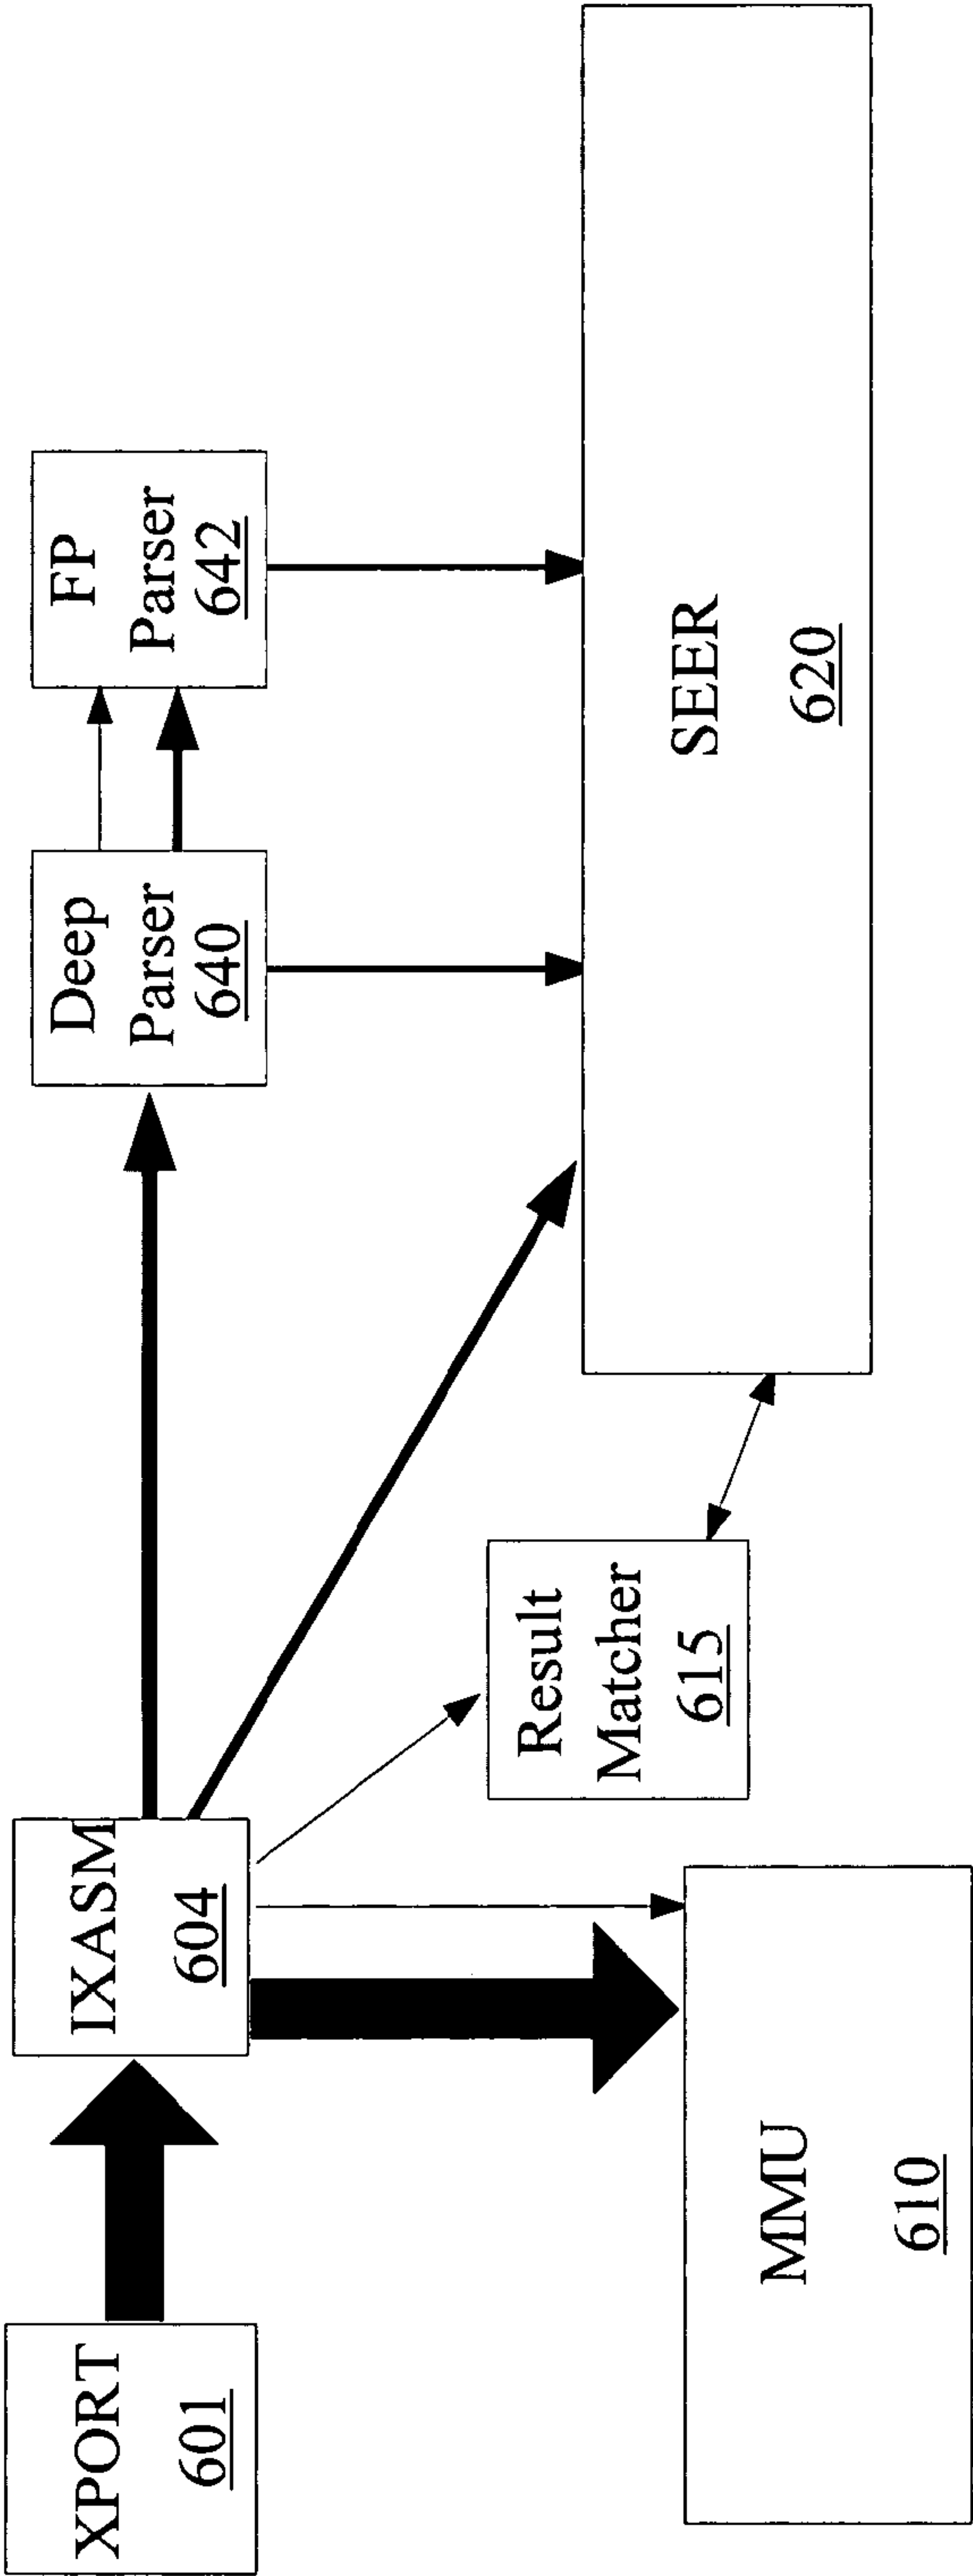 XPORT
601
IXASM
604
Deep
Parser
640
FP
Parser
642
Result
Matcher
615
MMU
610
SEER
620